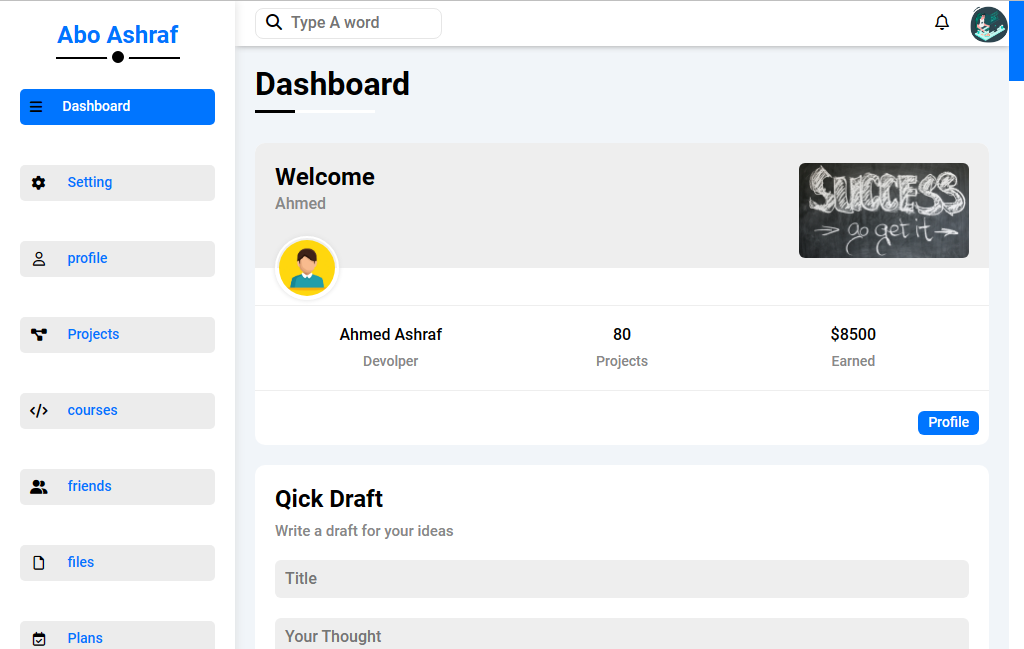 Abo Ashraf
Dashboard
Setting
profile
Projects
courses
friends
files
Plans
Type A word
Dashboard
Welcome
Ahmed
SUCCESS
go get it
Ahmed Ashraf
Devolper
80
Projects
$8500
Earned
Profile
Qick Draft
Write a draft for your ideas
Title
Your Thought